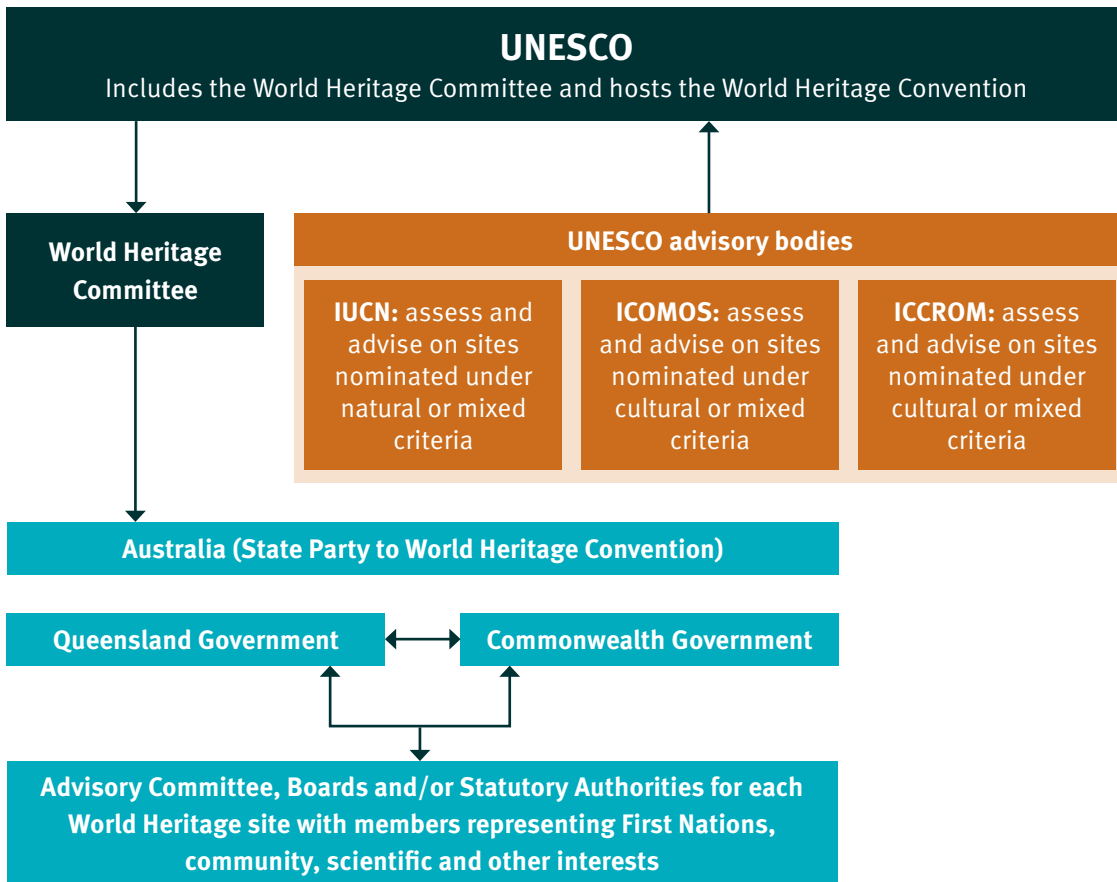 UNESCO
Includes the World Heritage Committee and hosts the World Heritage Convention
World Heritage
Committee
UNESCO advisory bodies
IUCN: assess and
advise on sites
nominated under
natural or mixed
criteria
ICOMOS: assess
and advise on sites
nominated under
cultural or mixed
criteria
ICCROM: assess
and advise on sites
nominated under
cultural or mixed
criteria
Australia (State Party to World Heritage Convention)
Queensland Government
Commonwealth Government
Advisory Committee, Boards and/or Statutory Authorities for each
World Heritage site with members representing First Nations,
community, scientific and other interests